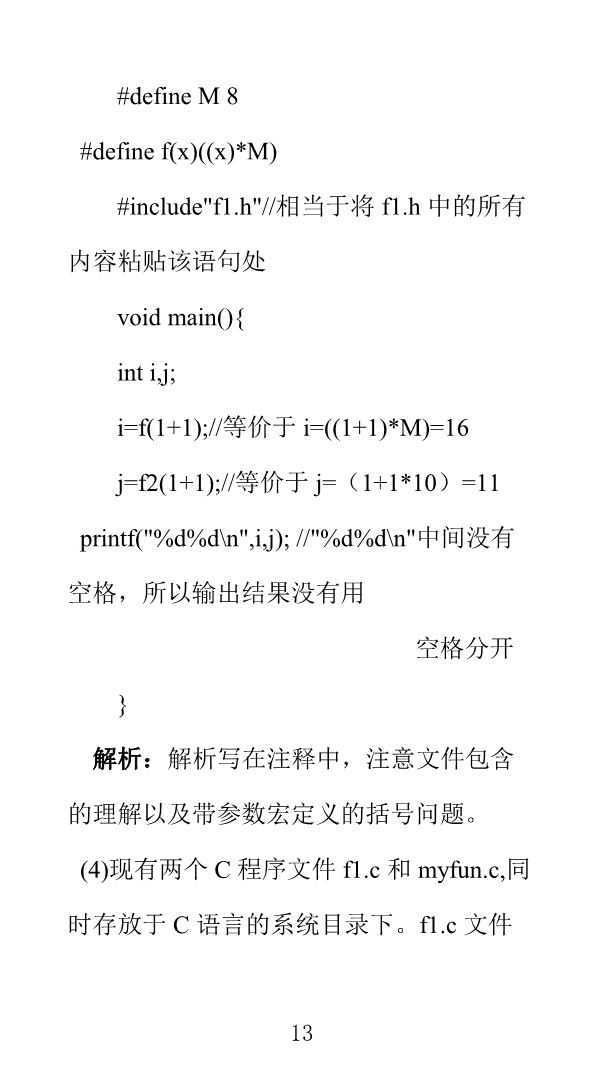 #define M 8
#define f(x)((x)*M)
#include"f1.h"//相当于将 f1.h 中的所有
内容粘贴该语句处
void main(){
int i,j;
i=f(1+1);//等价于 i=((1+1)*M)=16
j=f2(1+1);//等价于 j=（1+1*10）=11
printf("%d%d\n",i,j); //"%d%d\n"中间没有
空格，所以输出结果没有用
空格分开
}
解析：解析写在注释中，注意文件包含
的理解以及带参数宏定义的括号问题。
(4)现有两个 C 程序文件 f1.c 和 myfun.c,同
时存放于 C 语言的系统目录下。f1.c 文件
13